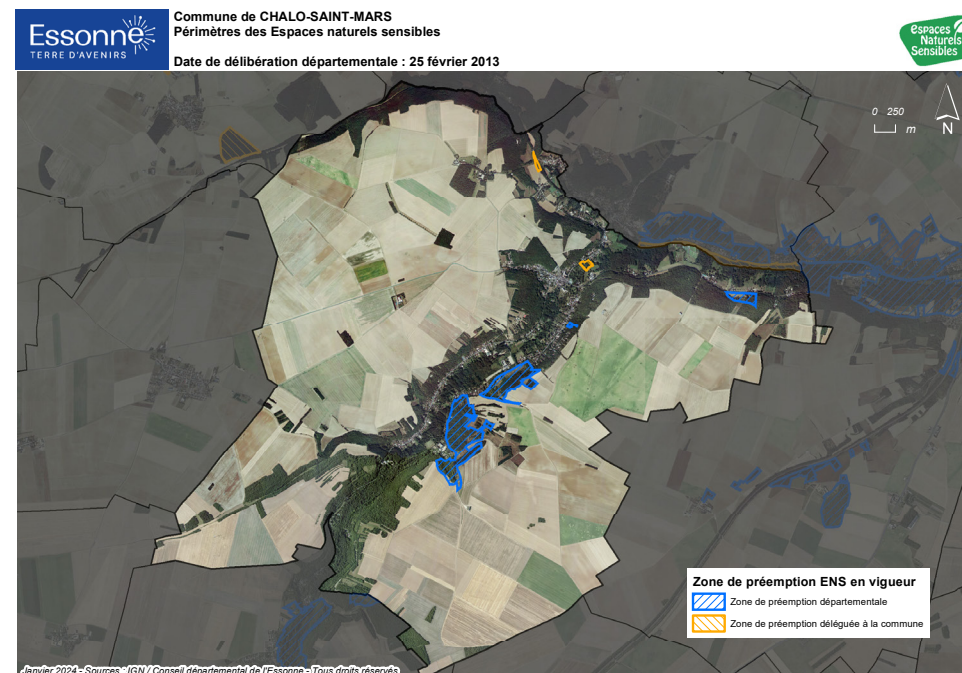 Essonne
TERRE D'AVENIRS
Commune de CHALO-SAINT-MARS
Périmètres des Espaces naturels sensibles
Date de délibération départementale : 25 février 2013
Espaces
Naturels
Sensibles
0 250
m
N
Zone de préemption ENS en vigueur
Zone de préemption départementale
Zone de préemption déléguée à la commune
Janvier 2024 - Sources : IGN / Conseil départemental de l'Essonne - Tous droits réservés